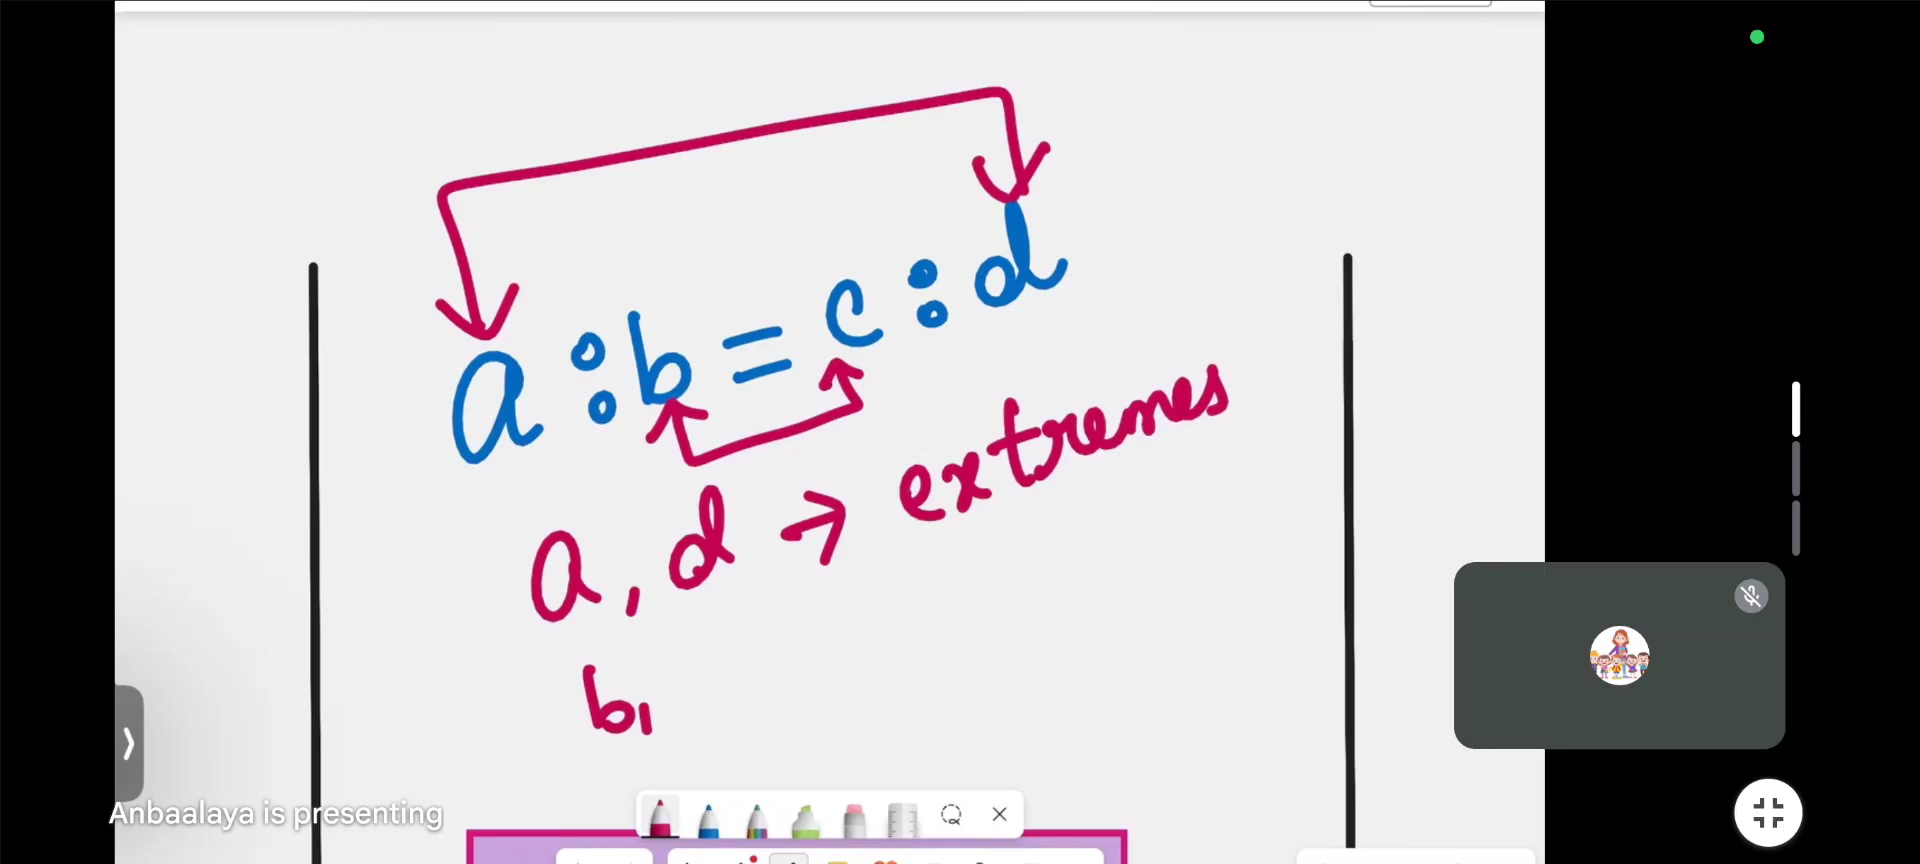 a : b = c : d
a, d → extremes
b,
Anbaalaya is presenting